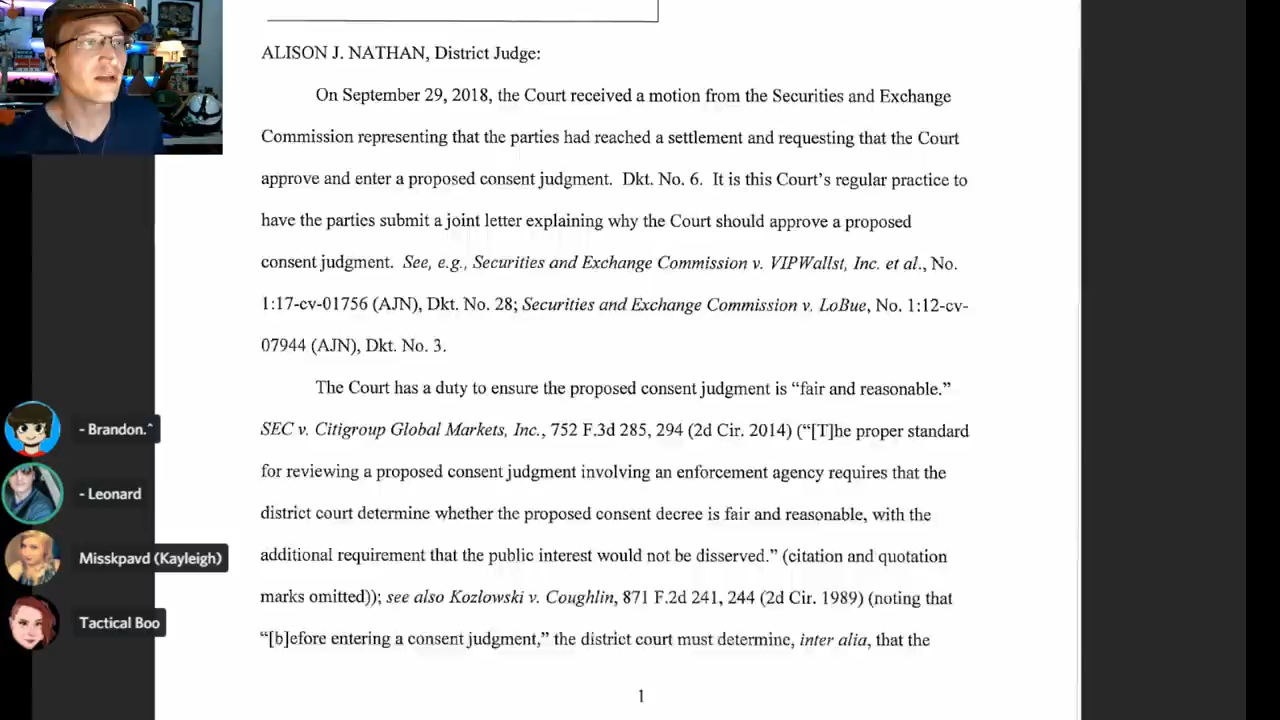 ALISON J. NATHAN, District Judge:
On September 29, 2018, the Court received a motion from the Securities and Exchange
Commission representing that the parties had reached a settlement and requesting that the Court
approve and enter a proposed consent judgment.  Dkt. No. 6.  It is this Court’s regular practice to
have the parties submit a joint letter explaining why the Court should approve a proposed
consent judgment.  See, e.g., Securities and Exchange Commission v. VIPWallst, Inc. et al., No.
1:17-cv-01756 (AJN), Dkt. No. 28; Securities and Exchange Commission v. LoBue, No. 1:12-cv-
07944 (AJN), Dkt. No. 3.
The Court has a duty to ensure the proposed consent judgment is “fair and reasonable.”
SEC v. Citigroup Global Markets, Inc., 752 F.3d 285, 294 (2d Cir. 2014) (“[T]he proper standard
for reviewing a proposed consent judgment involving an enforcement agency requires that the
district court determine whether the proposed consent decree is fair and reasonable, with the
additional requirement that the public interest would not be disserved.” (citation and quotation
marks omitted)); see also Kozlowski v. Coughlin, 871 F.2d 241, 244 (2d Cir. 1989) (noting that
“[b]efore entering a consent judgment,” the district court must determine, inter alia, that the
1
- Brandon.^
- Leonard
Misskpavd (Kayleigh)
Tactical Boo